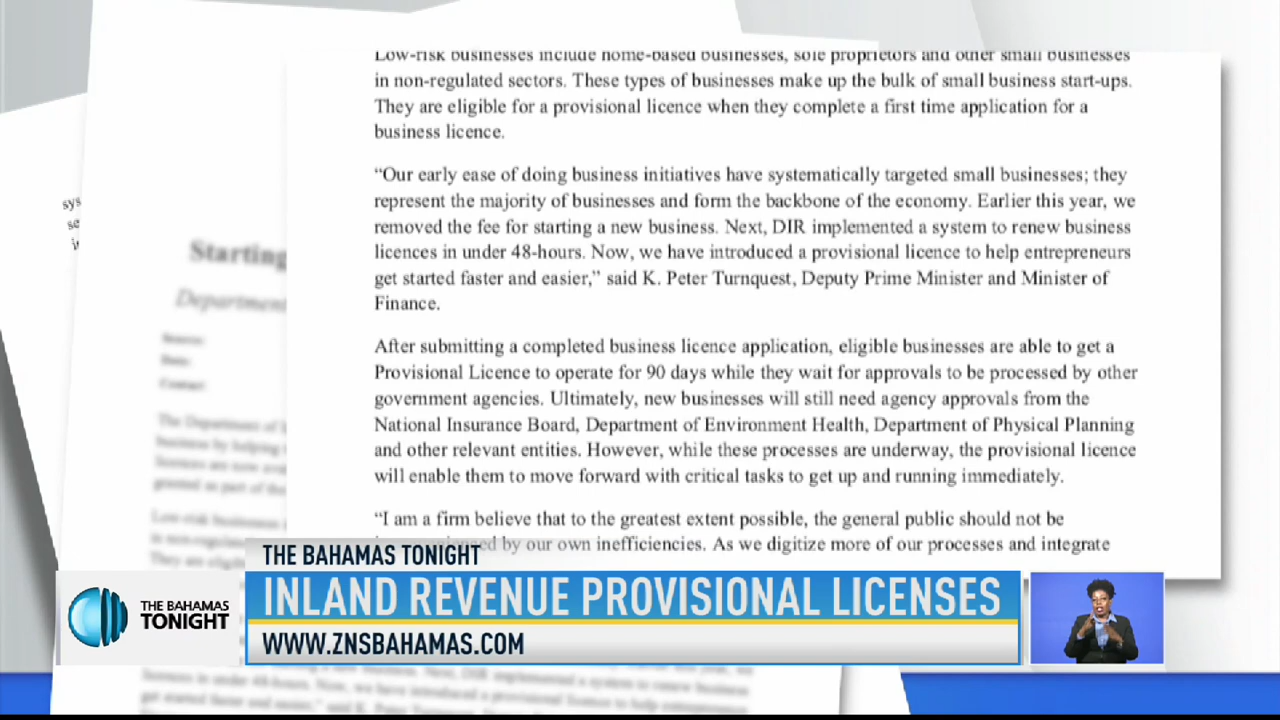 Low-risk businesses include home-based businesses, sole proprietors and other small businesses
in non-regulated sectors. These types of businesses make up the bulk of small business start-ups.
They are eligible for a provisional licence when they complete a first time application for a
business licence.
“Our early ease of doing business initiatives have systematically targeted small businesses; they
represent the majority of businesses and form the backbone of the economy. Earlier this year, we
removed the fee for starting a new business. Next, DIR implemented a system to renew business
licences in under 48-hours. Now, we have introduced a provisional licence to help entrepreneurs
get started faster and easier,” said K. Peter Turnquest, Deputy Prime Minister and Minister of
Finance.
After submitting a completed business licence application, eligible businesses are able to get a
Provisional Licence to operate for 90 days while they wait for approvals to be processed by other
government agencies. Ultimately, new businesses will still need agency approvals from the
National Insurance Board, Department of Environment Health, Department of Physical Planning
and other relevant entities. However, while these processes are underway, the provisional licence
will enable them to move forward with critical tasks to get up and running immediately.
“I am a firm believe that to the greatest extent possible, the general public should not be
by our own inefficiencies. As we digitize more of our processes and integrate
Starting
Department
THE BAHAMAS TONIGHT
INLAND REVENUE PROVISIONAL LICENSES
WWW.ZNSBAHAMAS.COM
THE BAHAMAS
TONIGHT